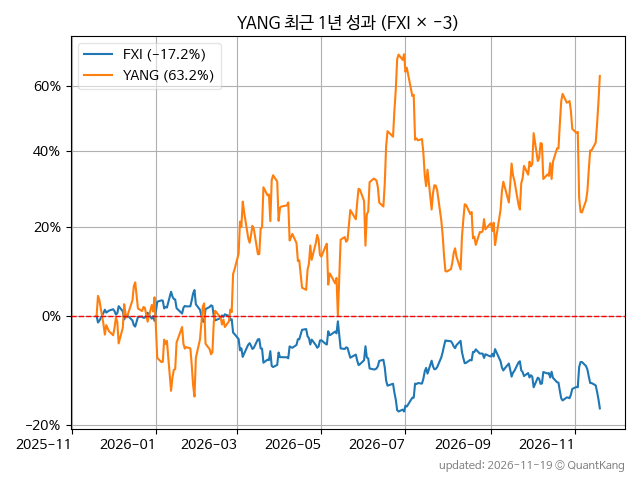 YANG 최근 1년 성과 (FXI × -3)
FXI (-17.2%)
YANG (63.2%)
60%
40%
20%
0%
-20%
2025-11 2026-01 2026-03 2026-05 2026-07 2026-09 2026-11
updated: 2026-11-19 © QuantKang